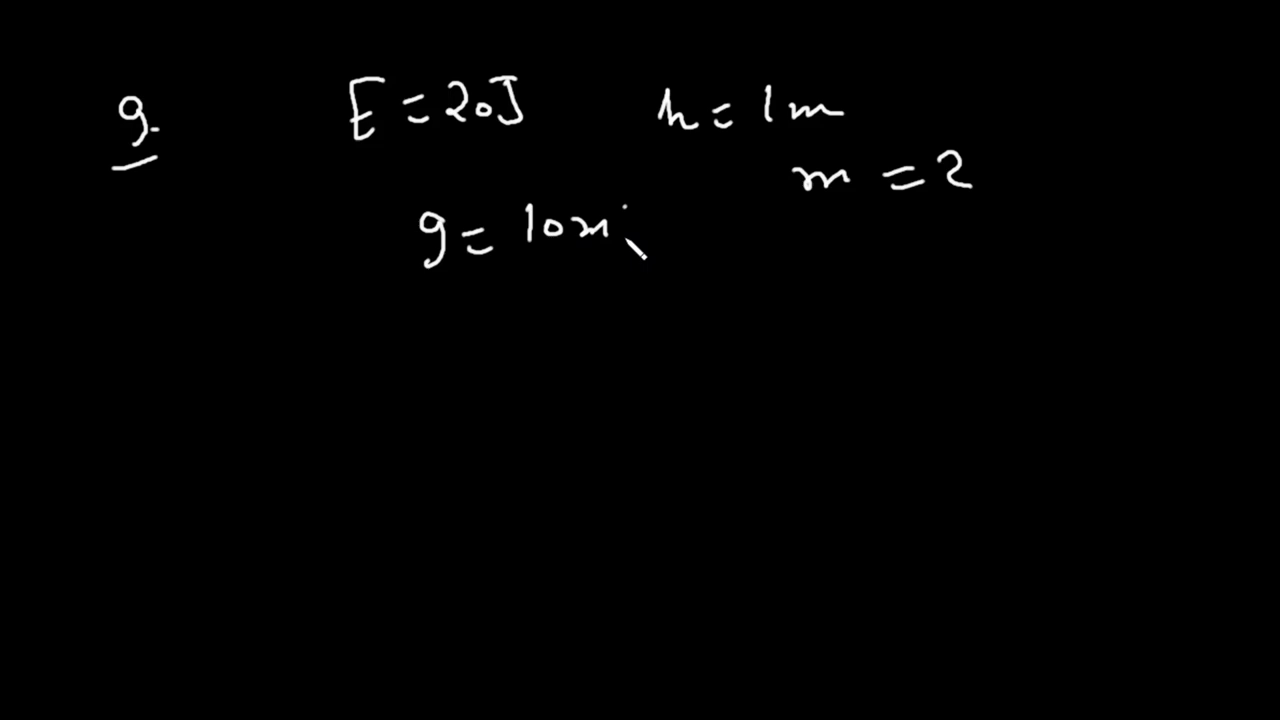 9. E = 20J h = 1m
m = 2
g = 10m